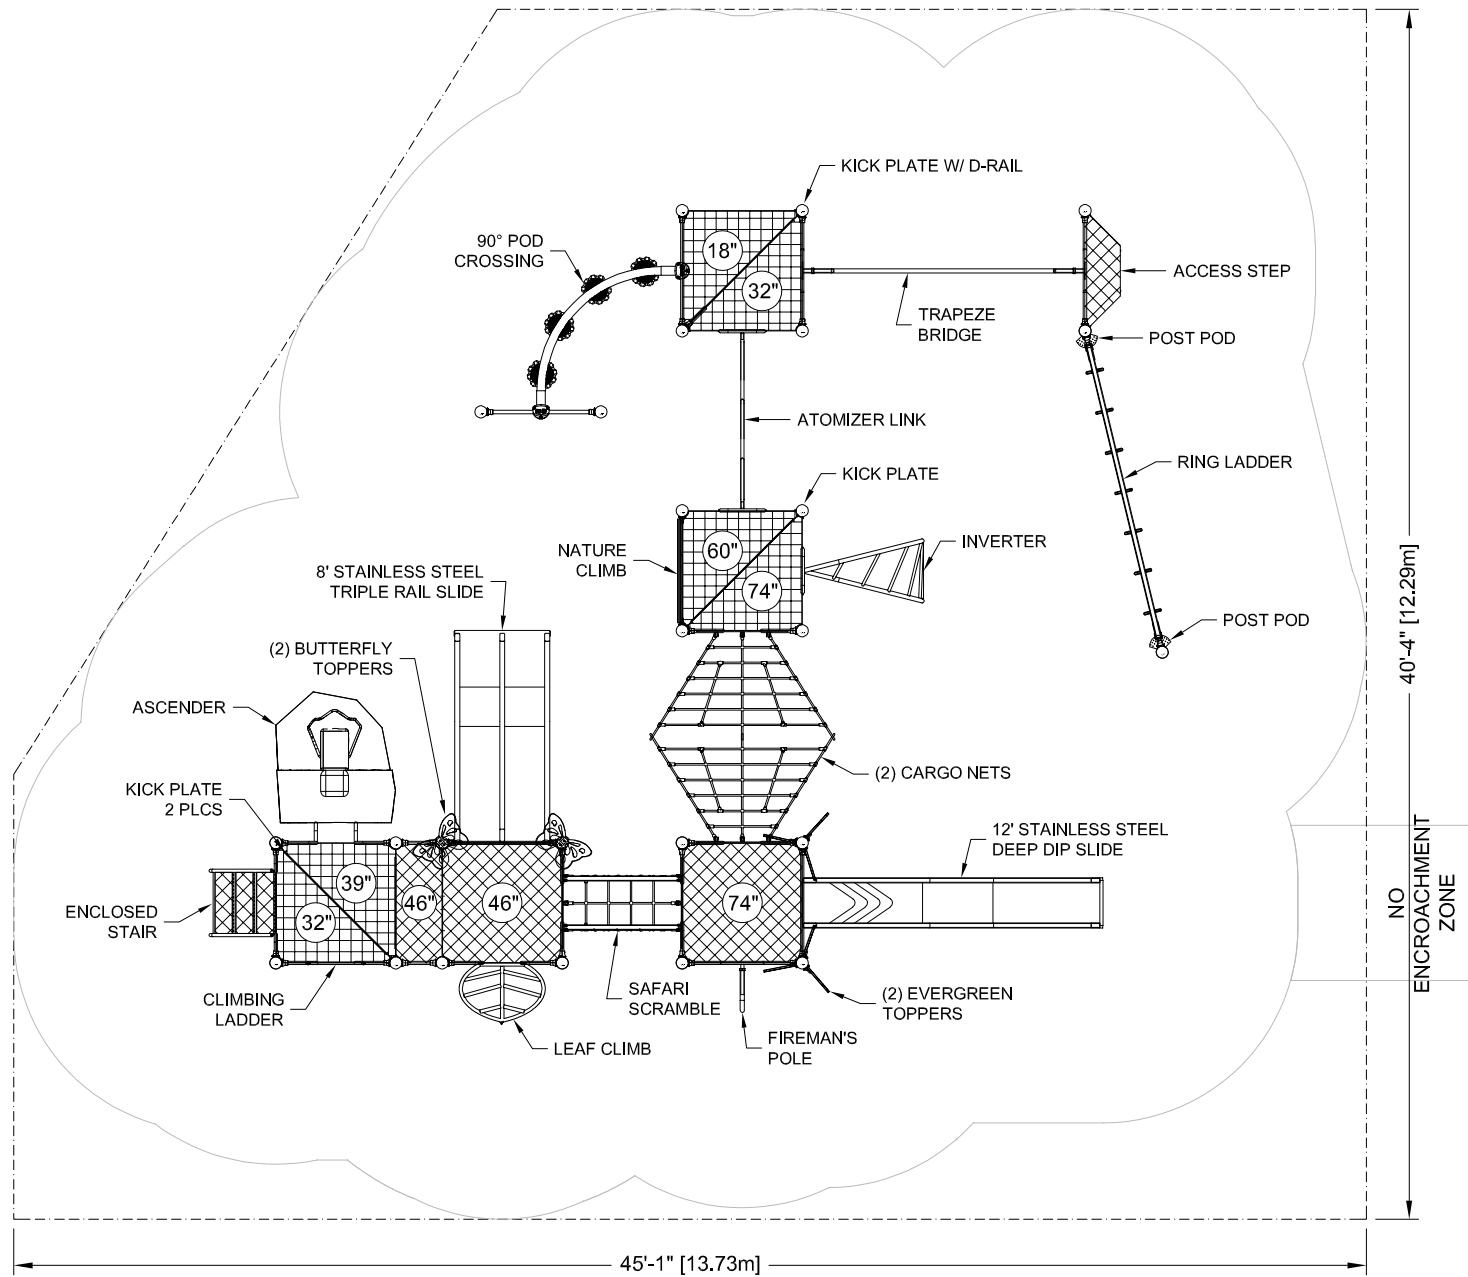 KICK PLATE W/ D-RAIL
90° POD
CROSSING
18"
32"
ACCESS STEP
TRAPEZE
BRIDGE
POST POD
ATOMIZER LINK
RING LADDER
KICK PLATE
NATURE
CLIMB
60"
74"
INVERTER
8' STAINLESS STEEL
TRIPLE RAIL SLIDE
POST POD
(2) BUTTERFLY
TOPPERS
ASCENDER
(2) CARGO NETS
KICK PLATE
2 PLCS
12' STAINLESS STEEL
DEEP DIP SLIDE
39"
32"
46"
46"
74"
ENCLOSED
STAIR
CLIMBING
LADDER
LEAF CLIMB
SAFARI
SCRAMBLE
FIREMAN'S
POLE
(2) EVERGREEN
TOPPERS
40'-4" [12.29m]
NO
ENCROACHMENT
ZONE
45'-1" [13.73m]